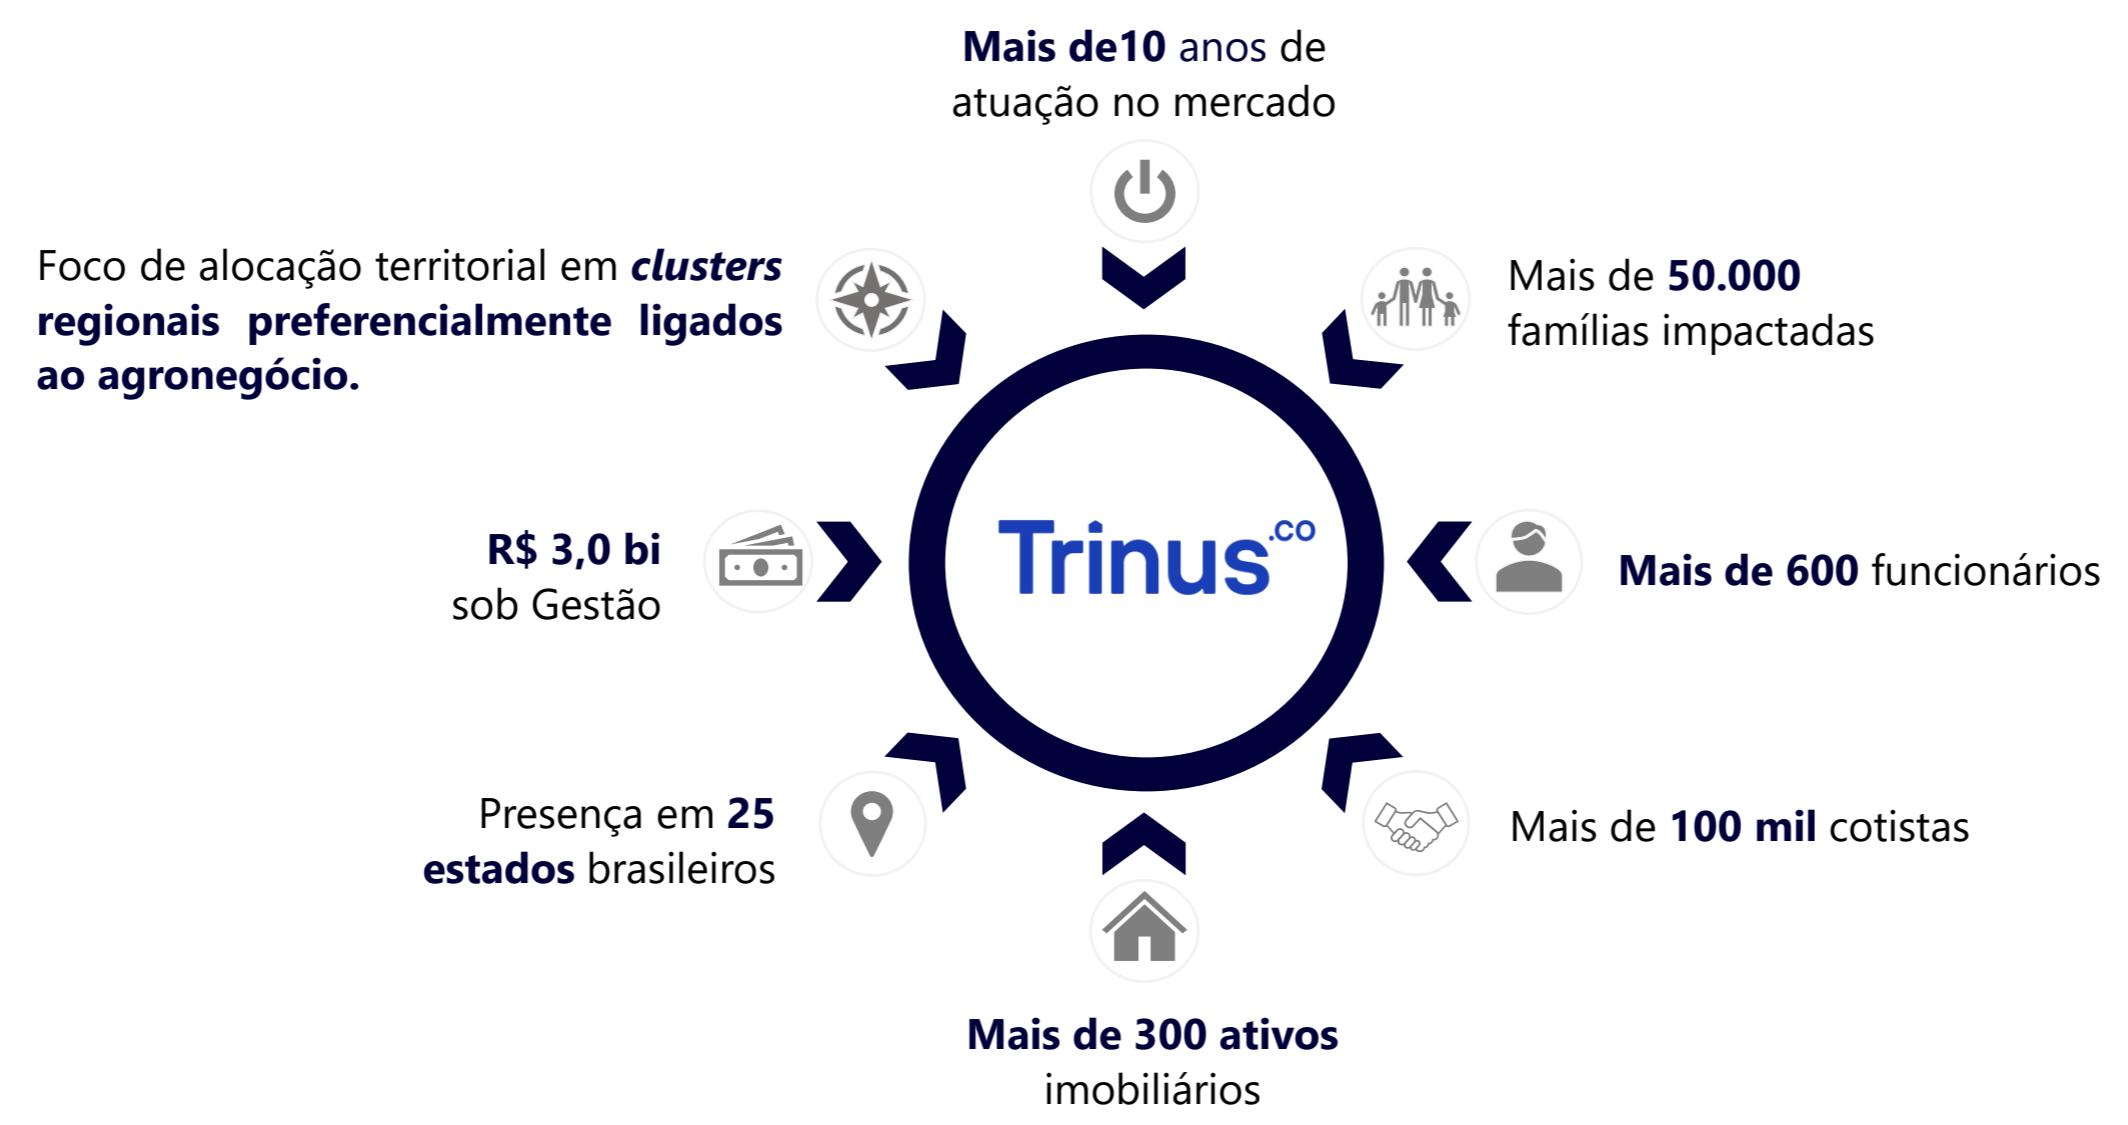 Mais de10 anos de
atuação no mercado
Foco de alocação territorial em clusters
regionais preferencialmente ligados
ao agronegócio.
Mais de 50.000
famílias impactadas
R$ 3,0 bi
sob Gestão
Trinus.co
Mais de 600 funcionários
Presença em 25
estados brasileiros
Mais de 100 mil cotistas
Mais de 300 ativos
imobiliários